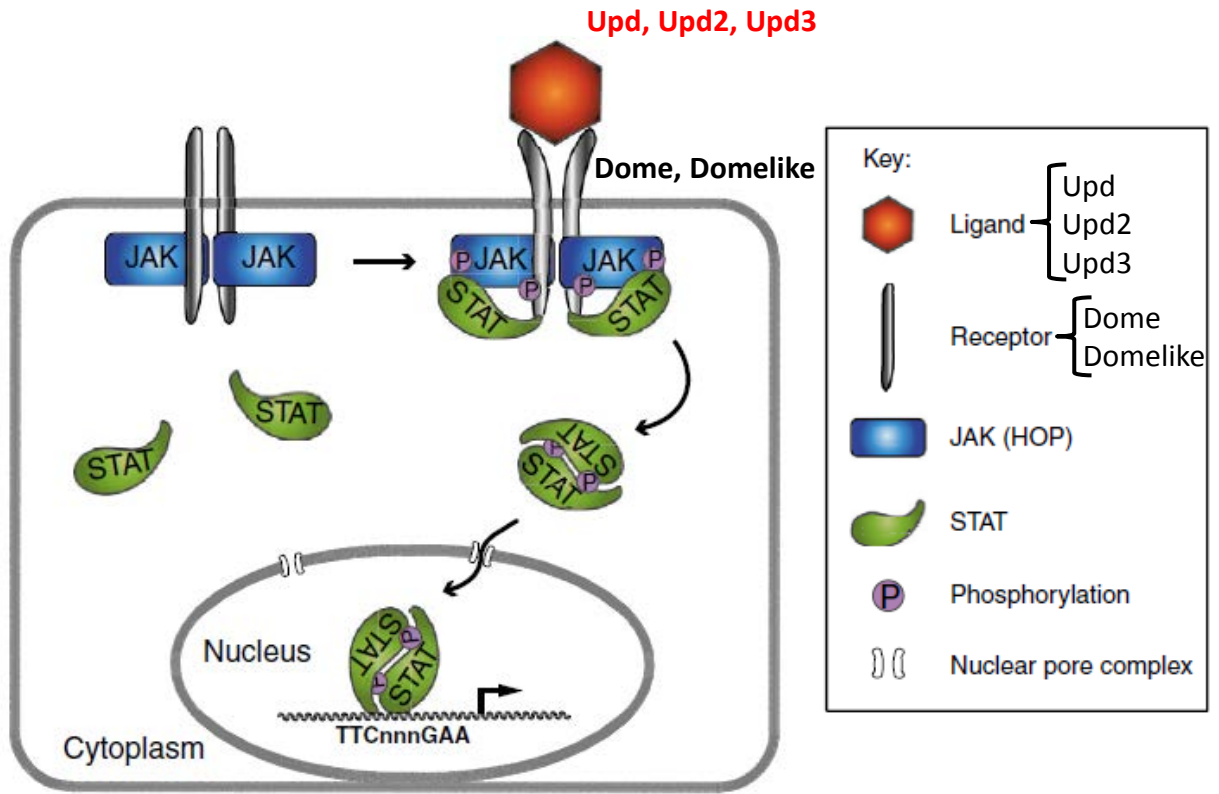 Upd, Upd2, Upd3
Dome, Domelike
JAK
JAK
P
JAK
JAK
P
P
P
STAT
STAT
STAT
STAT
STAT
P
STAT
P
Nucleus
STAT
P
STAT
P
TTCnnnGAA
Cytoplasm
Key:
Ligand
Upd
Upd2
Upd3
Receptor
Dome
Domelike
JAK (HOP)
STAT
P
Phosphorylation
Nuclear pore complex